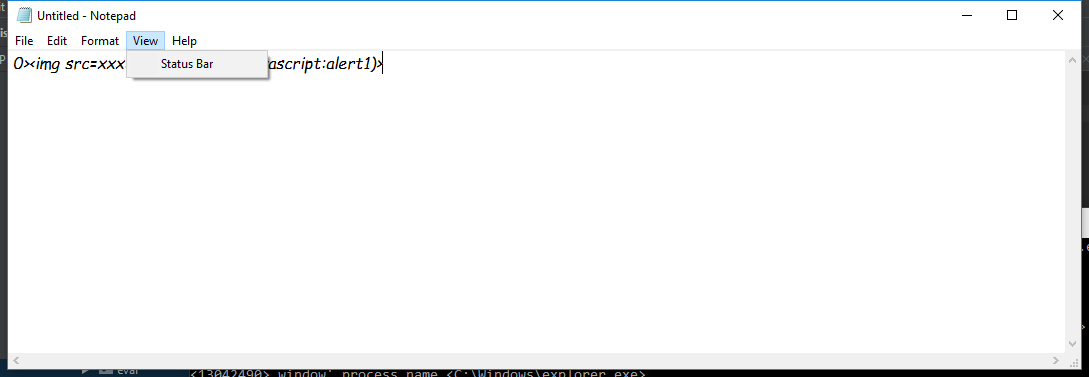 Untitled - Notepad
File Edit Format View Help
Status Bar
0><img src=xxx ascript:alert1)>
eval
<13042490> window' process name <C:\Windows\explorer.exe>